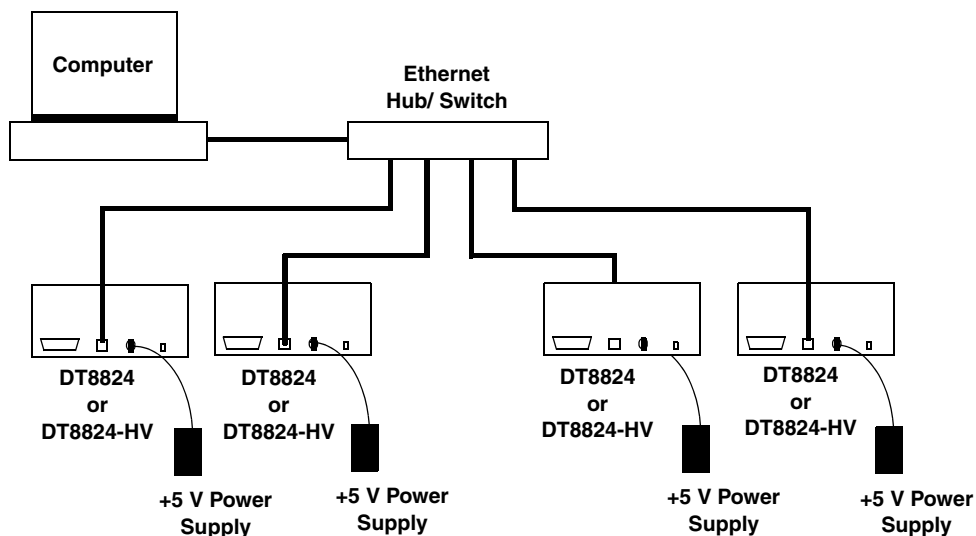 Computer
Ethernet
Hub/ Switch
DT8824
or
DT8824-HV
DT8824
or
DT8824-HV
DT8824
or
DT8824-HV
DT8824
or
DT8824-HV
+5 V Power
Supply
+5 V Power
Supply
+5 V Power
Supply
+5 V Power
Supply